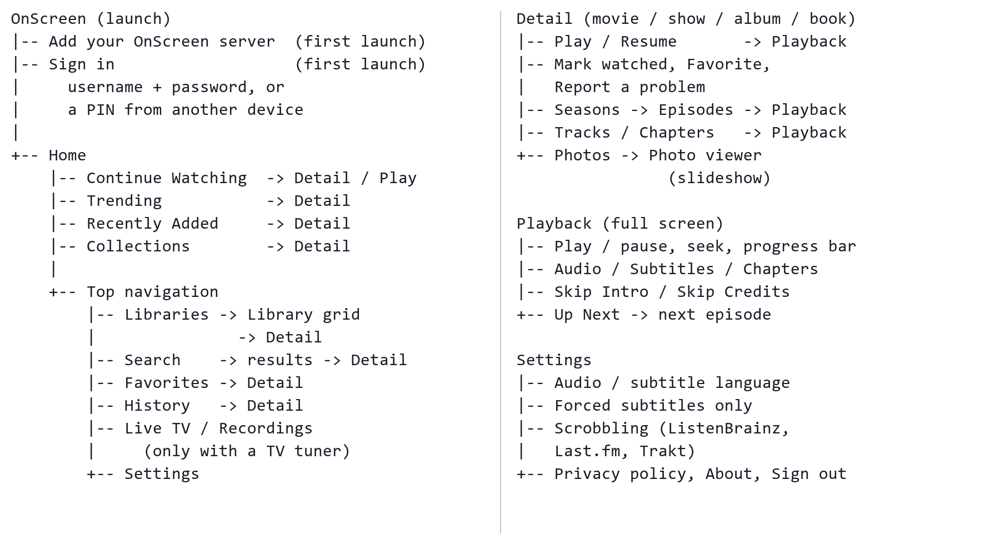 OnScreen (launch)
|-- Add your OnScreen server  (first launch)
|-- Sign in                   (first launch)
|     username + password, or
|     a PIN from another device
|
+-- Home
    |-- Continue Watching  -> Detail / Play
    |-- Trending           -> Detail
    |-- Recently Added     -> Detail
    |-- Collections        -> Detail
    |
    +-- Top navigation
        |-- Libraries -> Library grid
        |               -> Detail
        |-- Search    -> results -> Detail
        |-- Favorites -> Detail
        |-- History   -> Detail
        |-- Live TV / Recordings
        |     (only with a TV tuner)
        +-- Settings
Detail (movie / show / album / book)
|-- Play / Resume       -> Playback
|-- Mark watched, Favorite,
|   Report a problem
|-- Seasons -> Episodes -> Playback
|-- Tracks / Chapters   -> Playback
+-- Photos -> Photo viewer
                (slideshow)
Playback (full screen)
|-- Play / pause, seek, progress bar
|-- Audio / Subtitles / Chapters
|-- Skip Intro / Skip Credits
+-- Up Next -> next episode
Settings
|-- Audio / subtitle language
|-- Forced subtitles only
|-- Scrobbling (ListenBrainz,
|   Last.fm, Trakt)
+-- Privacy policy, About, Sign out